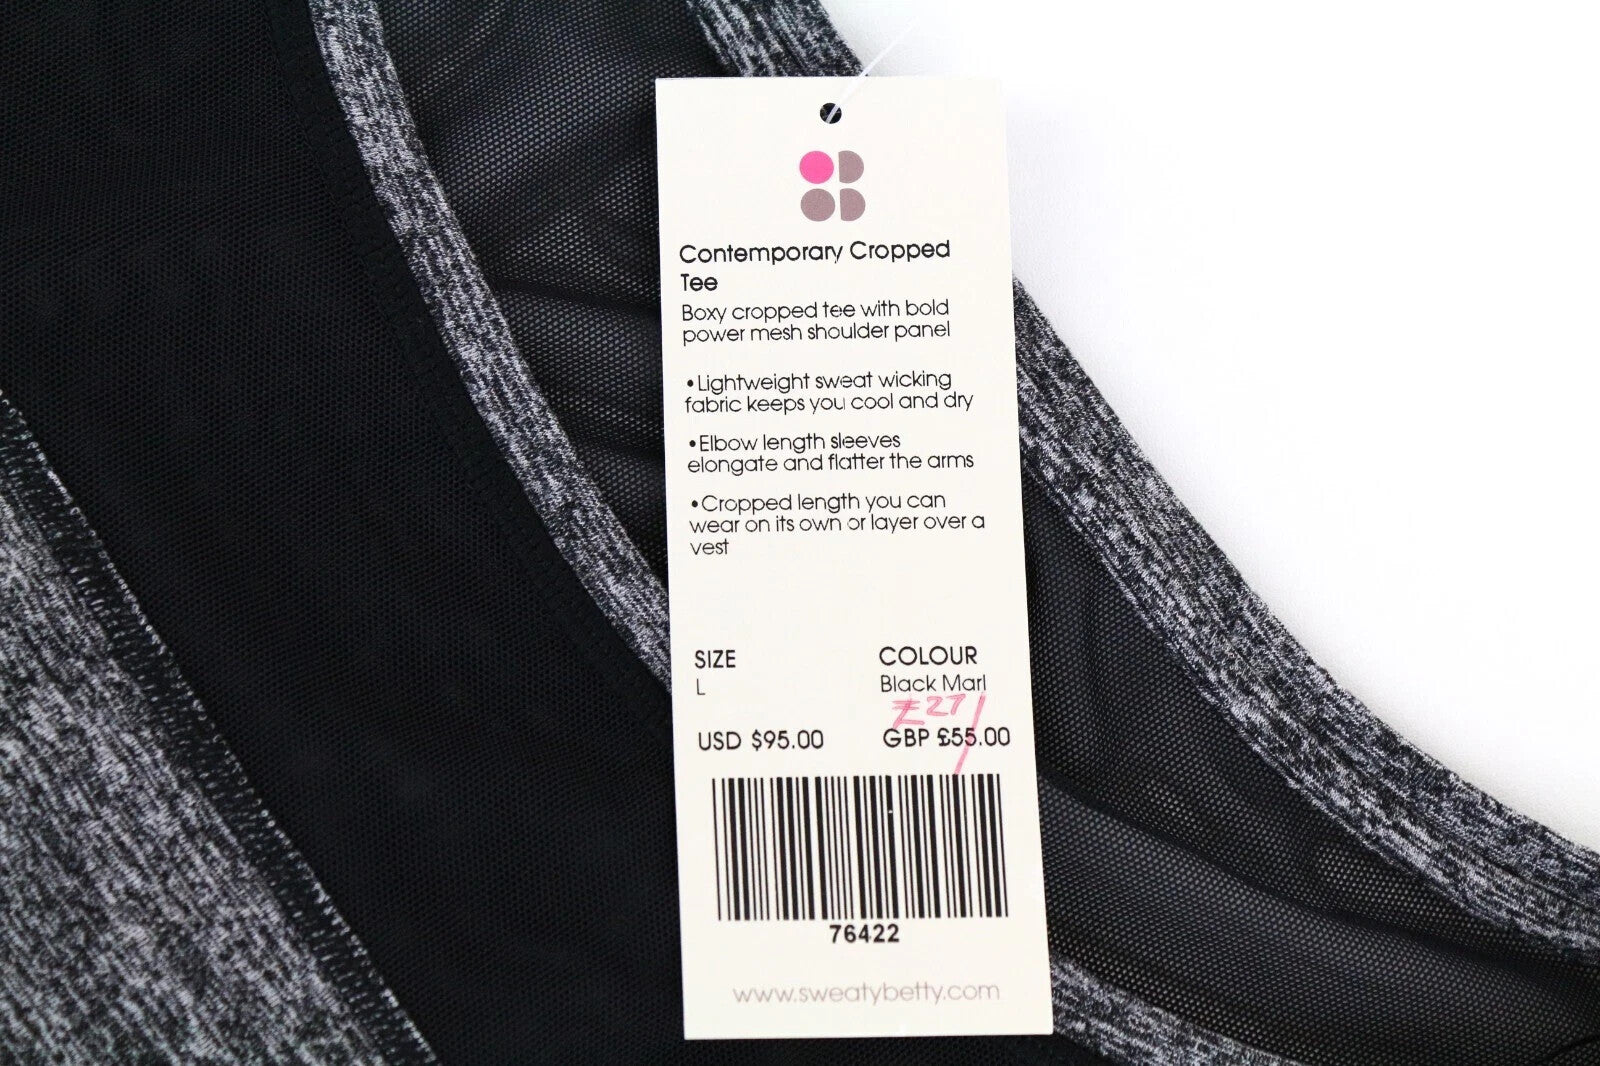 Contemporary Cropped
Tee
Boxy cropped tee with bold
power mesh shoulder panel
•Lightweight sweat wicking
fabric keeps you cool and dry
•Elbow length sleeves
elongate and flatter the arms
•Cropped length you can
wear on its own or layer over a
vest
SIZE
L
COLOUR
Black Marl
£27
USD $95.00
GBP £55.00
76422
www.sweatybetty.com